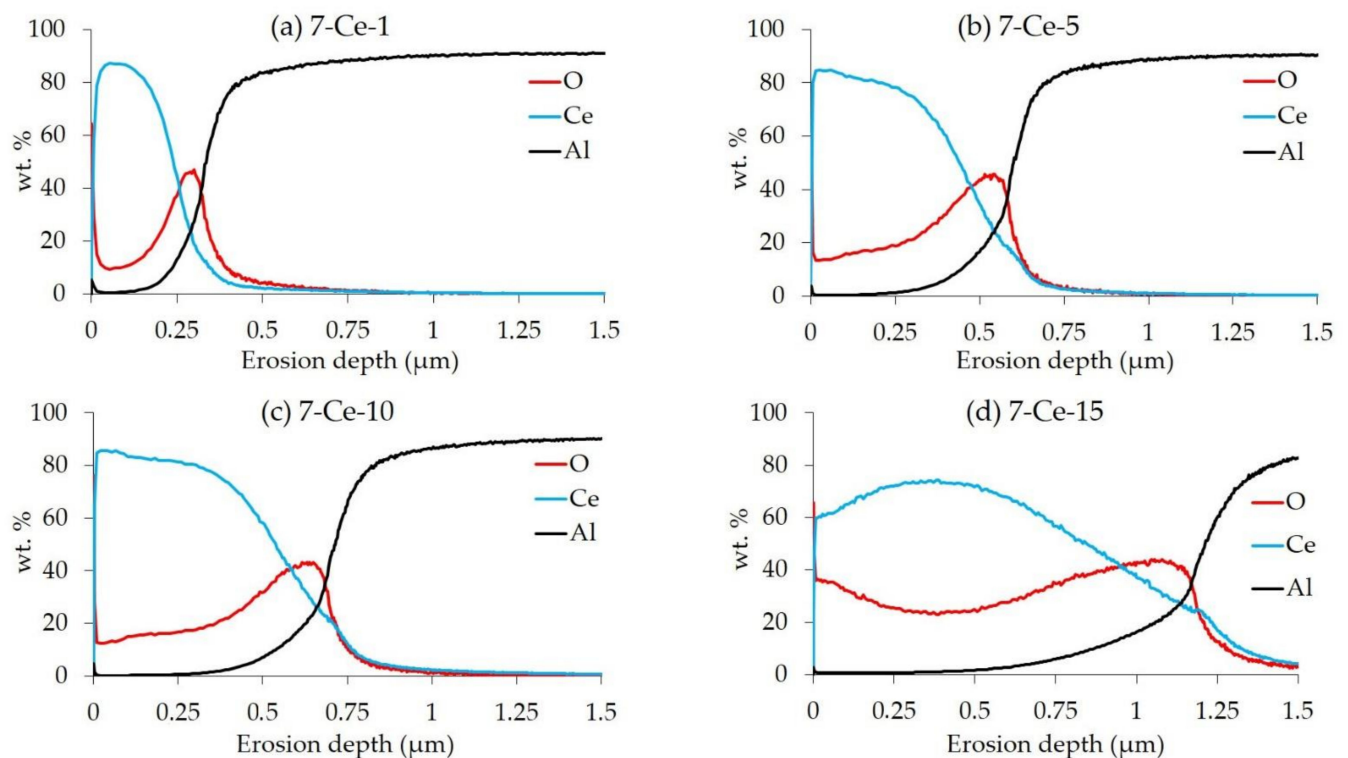 (a) 7-Ce-1
100
80
60
40
20
0
wt. %
O
Ce
Al
0 0.25 0.5 0.75 1 1.25 1.5
Erosion depth (μm)
(b) 7-Ce-5
100
80
60
40
20
0
wt. %
O
Ce
Al
0 0.25 0.5 0.75 1 1.25 1.5
Erosion depth (μm)
(c) 7-Ce-10
100
80
60
40
20
0
wt. %
O
Ce
Al
0 0.25 0.5 0.75 1 1.25 1.5
Erosion depth (μm)
(d) 7-Ce-15
100
80
60
40
20
0
wt. %
O
Ce
Al
0 0.25 0.5 0.75 1 1.25 1.5
Erosion depth (μm)